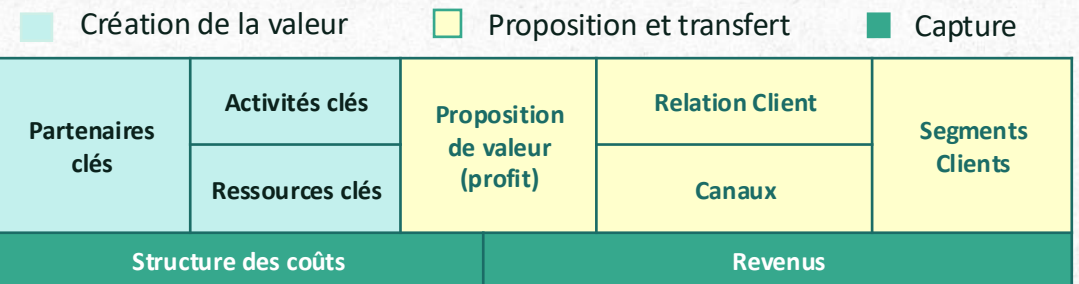 Création de la valeur
Proposition et transfert
Capture
Partenaires
clés
Activités clés
Ressources clés
Proposition
de valeur
(profit)
Relation Client
Canaux
Segments
Clients
Structure des coûts
Revenus